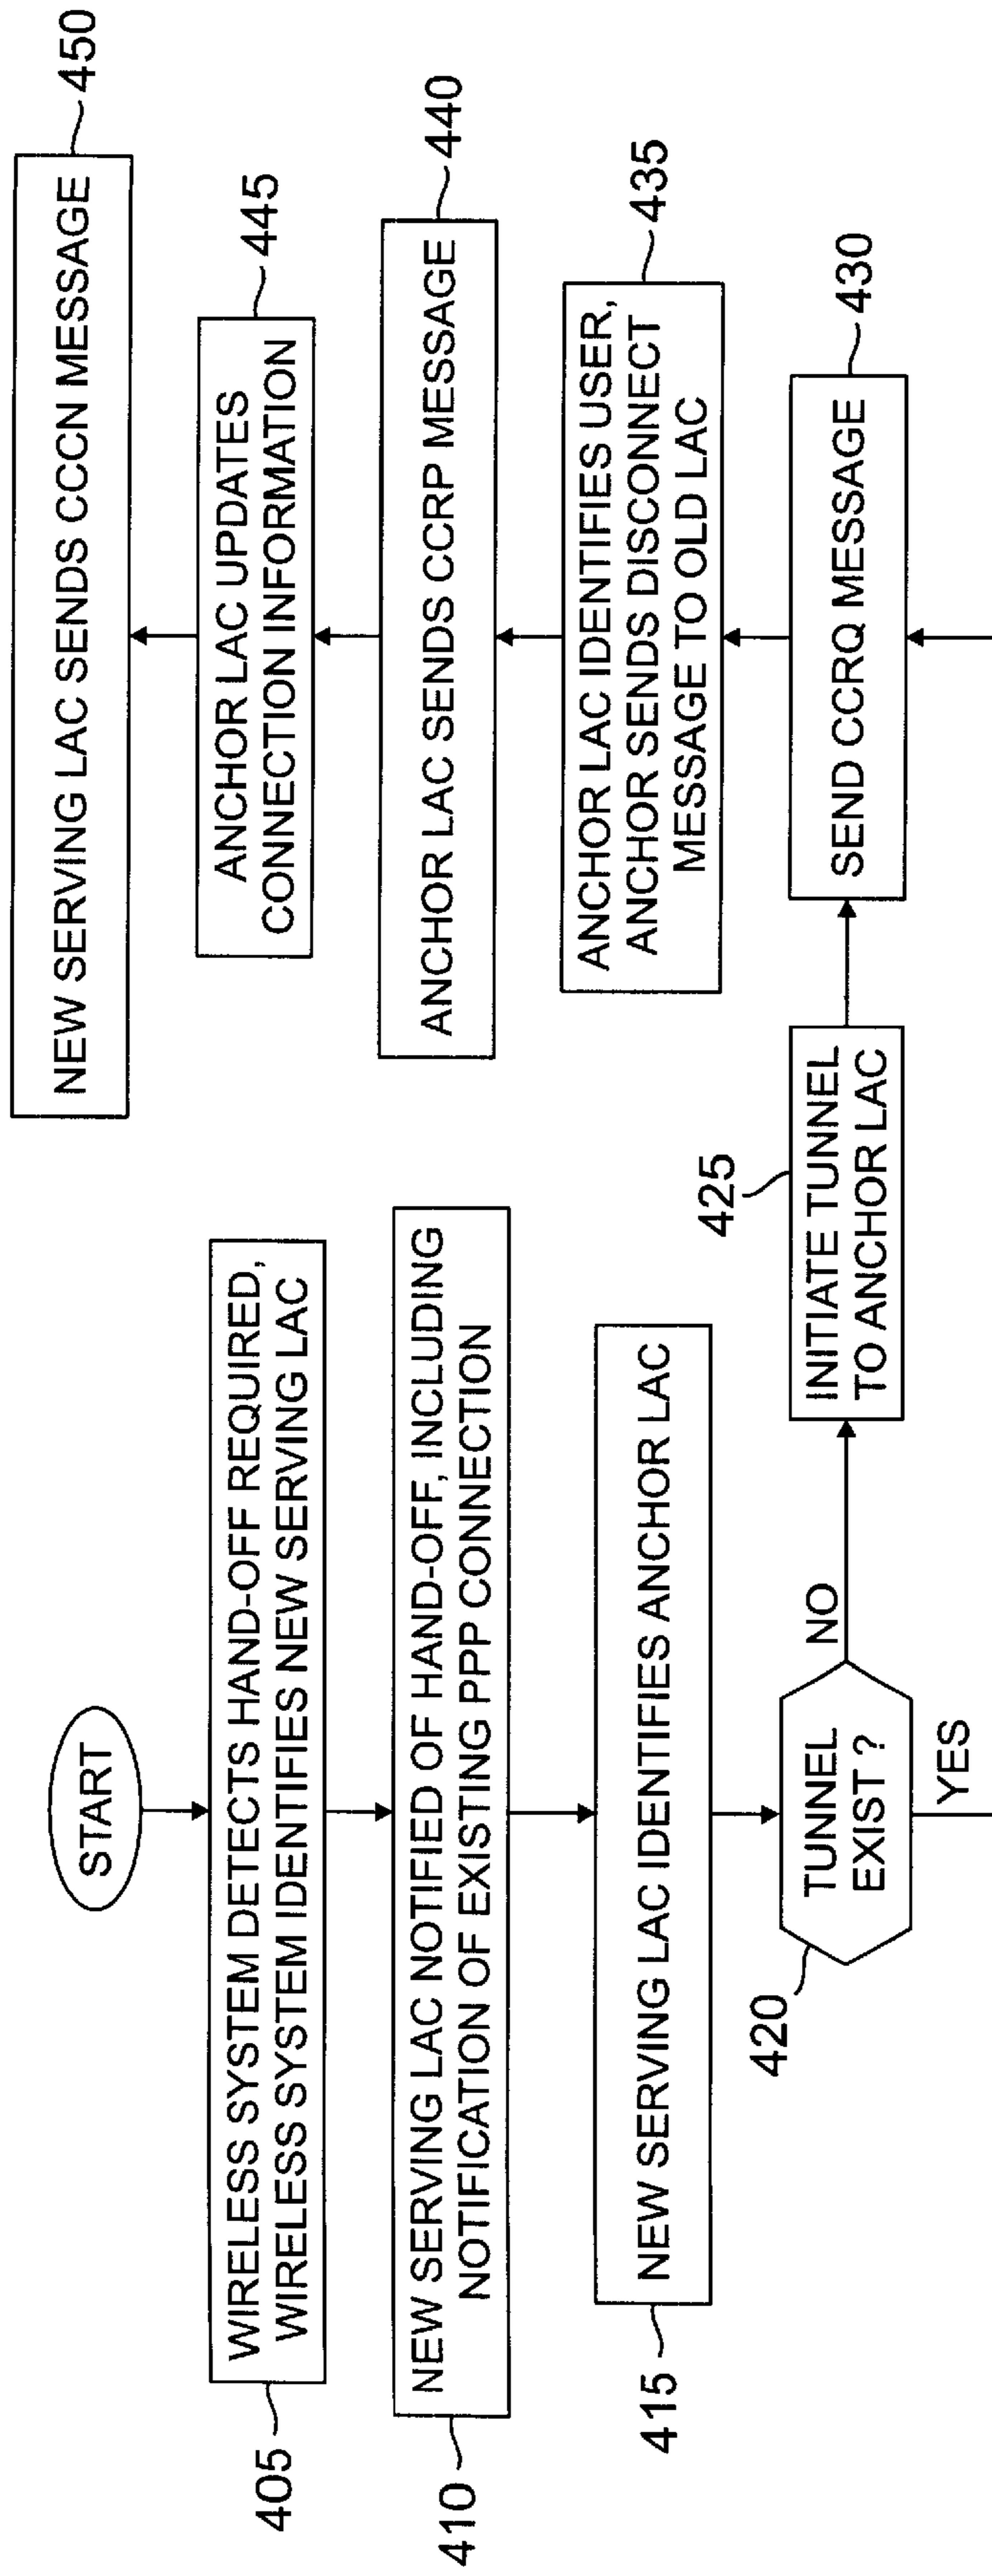 START
WIRELESS SYSTEM DETECTS HAND-OFF REQUIRED,
WIRELESS SYSTEM IDENTIFIES NEW SERVING LAC
405
NEW SERVING LAC NOTIFIED OF HAND-OFF, INCLUDING
NOTIFICATION OF EXISTING PPP CONNECTION
410
NEW SERVING LAC IDENTIFIES ANCHOR LAC
415
TUNNEL
EXIST ?
420
NO
YES
INITIATE TUNNEL
TO ANCHOR LAC
425
SEND CCRQ MESSAGE
430
ANCHOR LAC IDENTIFIES USER,
ANCHOR SENDS DISCONNECT
MESSAGE TO OLD LAC
435
ANCHOR LAC SENDS CCRP MESSAGE
440
ANCHOR LAC UPDATES
CONNECTION INFORMATION
445
NEW SERVING LAC SENDS CCCN MESSAGE
450